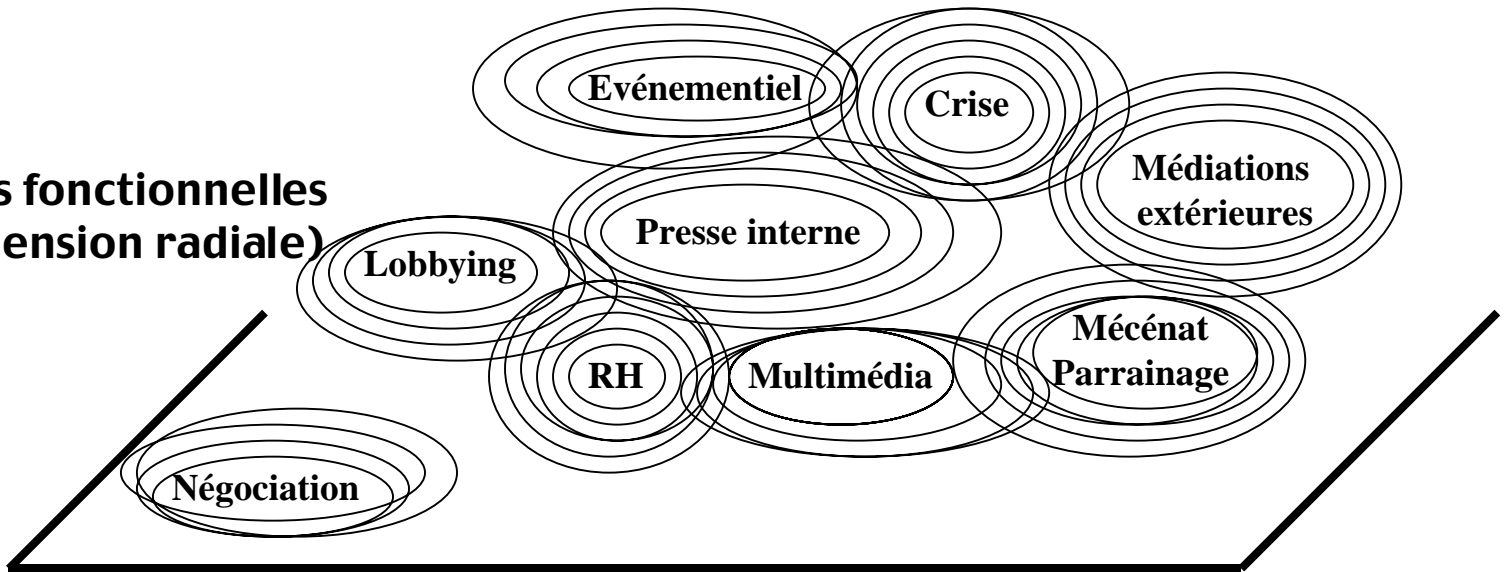 Evénementiel
Crise
Médiations
extérieures
s fonctionnelles
ension radiale)
Presse interne
Lobbying
Mécénat
Parrainage
RH
Multimédia
Négociation